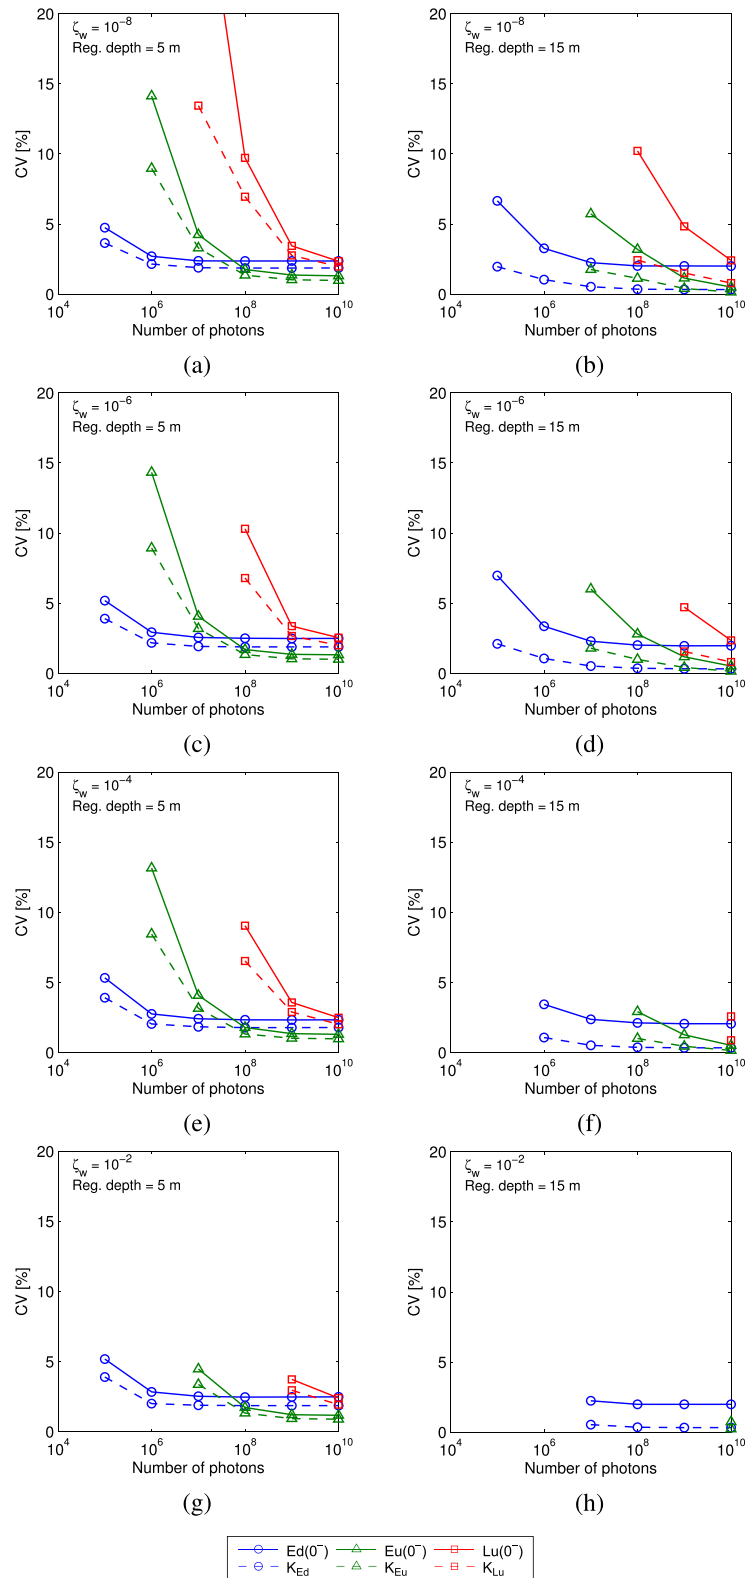 ζw = 10−8
Reg. depth = 5 m
CV [%]
20
15
10
5
0
10^4 10^6 10^8 10^10
Number of photons
(a)
ζw = 10−8
Reg. depth = 15 m
CV [%]
20
15
10
5
0
10^4 10^6 10^8 10^10
Number of photons
(b)
ζw = 10−6
Reg. depth = 5 m
CV [%]
20
15
10
5
0
10^4 10^6 10^8 10^10
Number of photons
(c)
ζw = 10−6
Reg. depth = 15 m
CV [%]
20
15
10
5
0
10^4 10^6 10^8 10^10
Number of photons
(d)
ζw = 10−4
Reg. depth = 5 m
CV [%]
20
15
10
5
0
10^4 10^6 10^8 10^10
Number of photons
(e)
ζw = 10−4
Reg. depth = 15 m
CV [%]
20
15
10
5
0
10^4 10^6 10^8 10^10
Number of photons
(f)
ζw = 10−2
Reg. depth = 5 m
CV [%]
20
15
10
5
0
10^4 10^6 10^8 10^10
Number of photons
(g)
ζw = 10−2
Reg. depth = 15 m
CV [%]
20
15
10
5
0
10^4 10^6 10^8 10^10
Number of photons
(h)
Ed(0−) Eu(0−) Lu(0−)
KEd KEu KLu